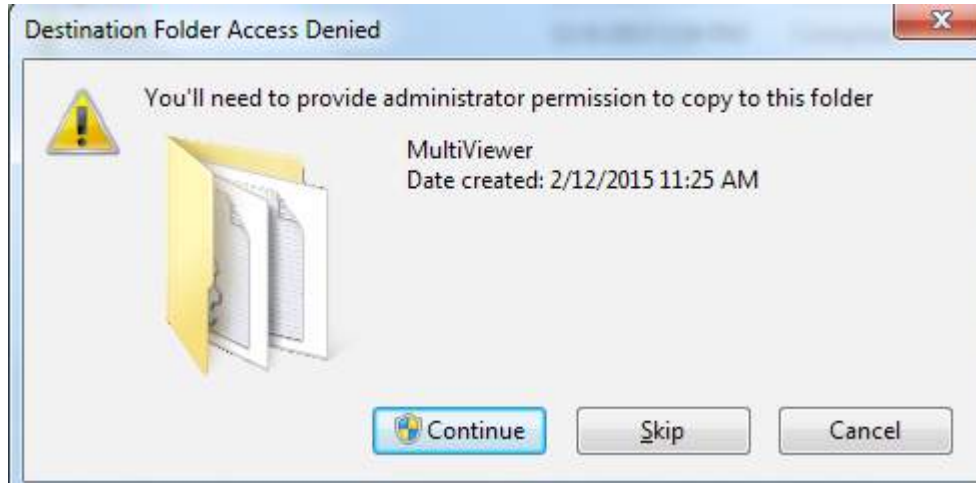 Destination Folder Access Denied
You'll need to provide administrator permission to copy to this folder
MultiViewer
Date created: 2/12/2015 11:25 AM
Continue
Skip
Cancel